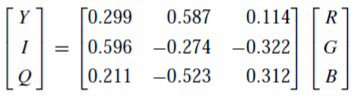 Y 0.299 0.587 0.114 R
I = 0.596 −0.274 −0.322 G
Q 0.211 −0.523 0.312 B